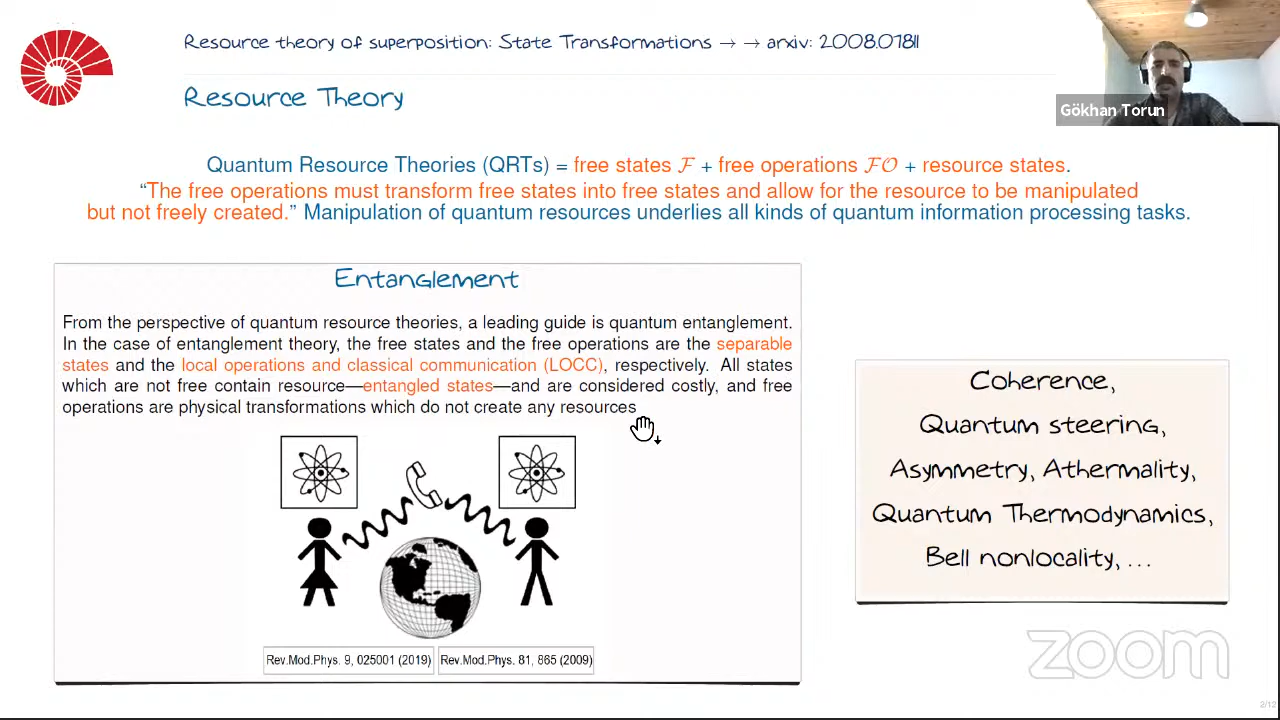 Resource theory of superposition: State Transformations → → arxiv: 2008.07811
Resource Theory
Gökhan Torun
Quantum Resource Theories (QRTs) = free states ℱ + free operations ℱ𝒪 + resource states.
“The free operations must transform free states into free states and allow for the resource to be manipulated
but not freely created.” Manipulation of quantum resources underlies all kinds of quantum information processing tasks.
Entanglement
From the perspective of quantum resource theories, a leading guide is quantum entanglement.
In the case of entanglement theory, the free states and the free operations are the separable
states and the local operations and classical communication (LOCC), respectively. All states
which are not free contain resource—entangled states—and are considered costly, and free
operations are physical transformations which do not create any resources
Rev.Mod.Phys. 9, 025001 (2019)
Rev.Mod.Phys. 81, 865 (2009)
Coherence,
Quantum steering,
Asymmetry, Athermality,
Quantum Thermodynamics,
Bell nonlocality, ...
zoom
2/12